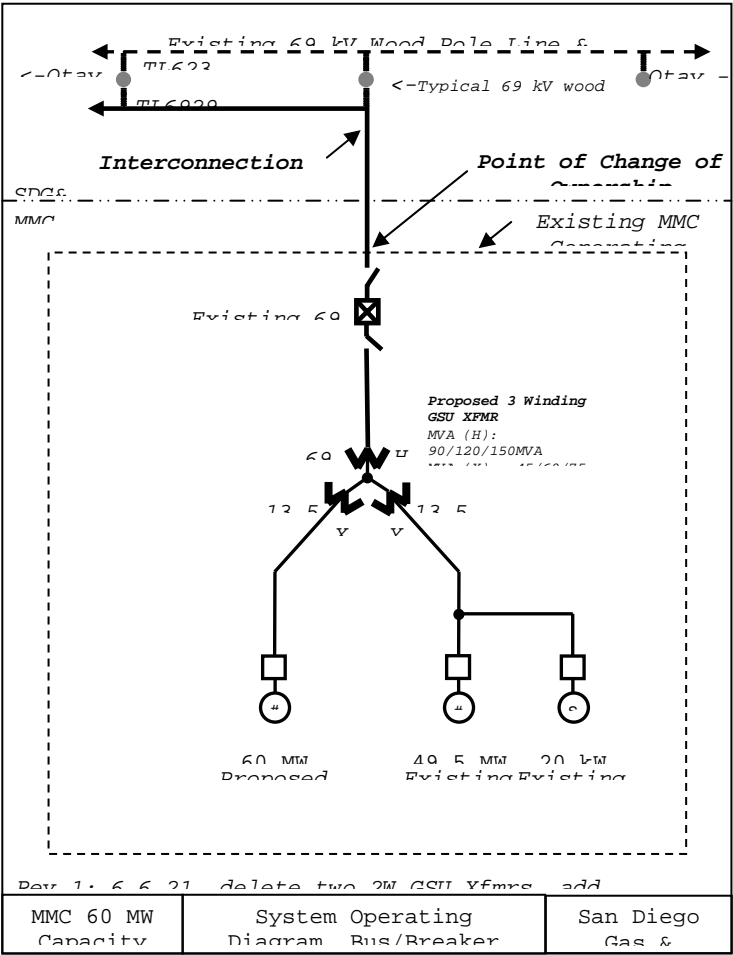 Existing 69 kV Wood Pole Line &
<-Otay
TL623
Otay -
<-Typical 69 kV wood
TL6929
Interconnection
Point of Change of
Ownership
SDG&
MMC
Existing MMC
Generating
Existing 69
Proposed 3 Winding
GSU XFMR
MVA (H):
90/120/150MVA
69
H
13.5
13.5
X
Y
#
#
60 MW
49.5 MW
20 kW
Proposed
Existing
Existing
Rev 1: 6.6.21 delete two 2W GSU Xfmrs, add
MMC 60 MW
Capacity
System Operating
Diagram, Bus/Breaker
San Diego
Gas &